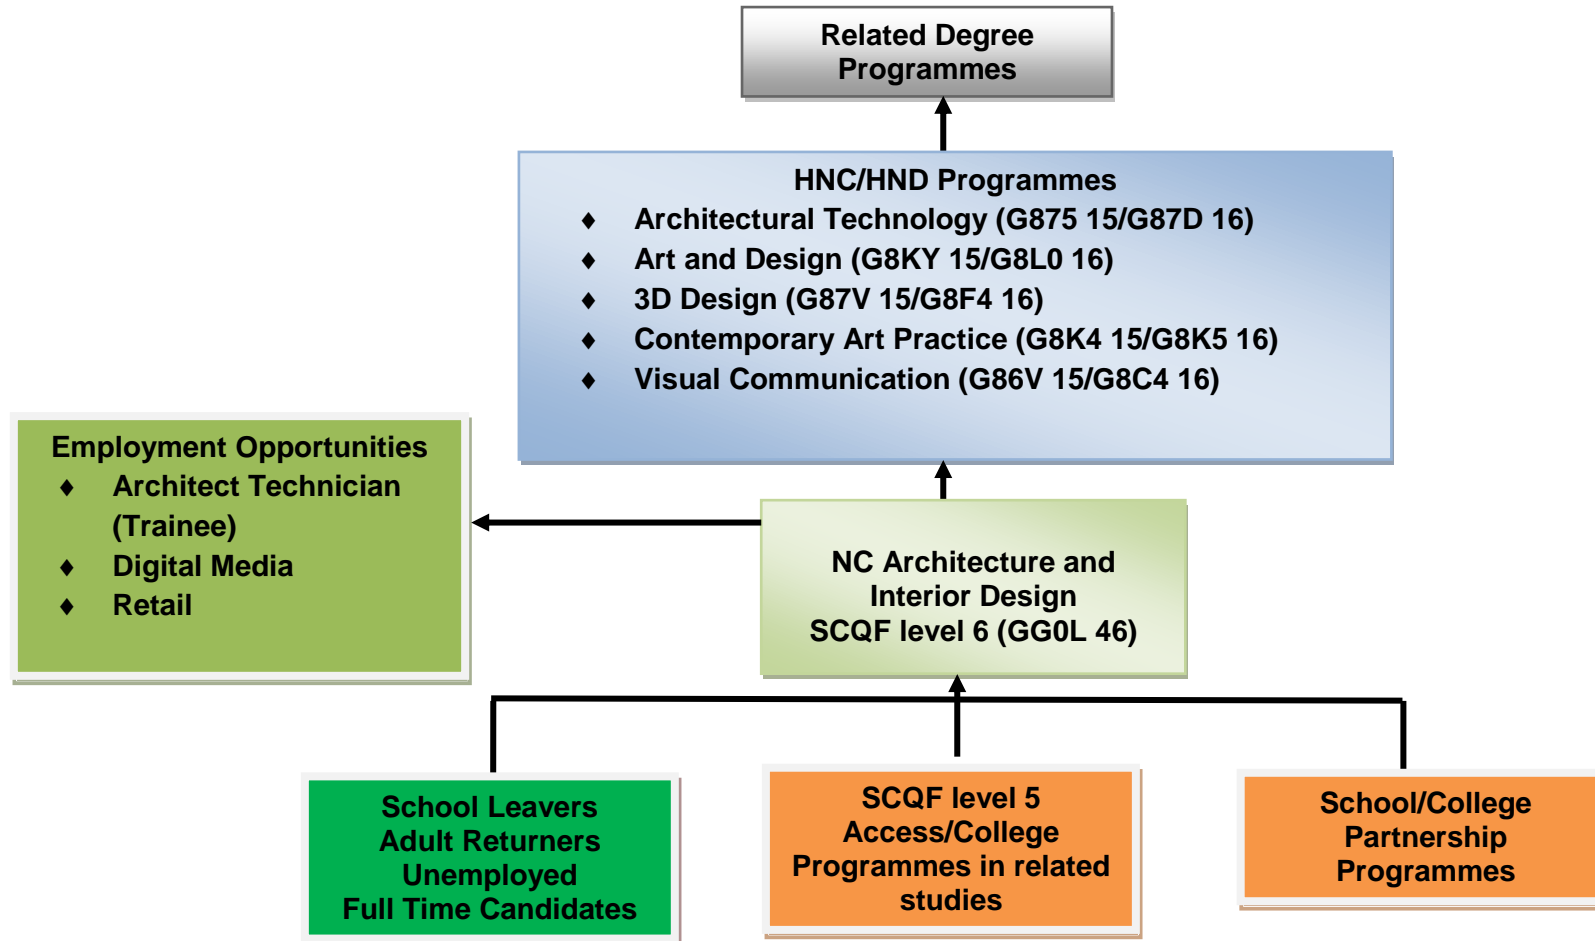 Related Degree
Programmes
HNC/HND Programmes
♦ Architectural Technology (G875 15/G87D 16)
♦ Art and Design (G8KY 15/G8L0 16)
♦ 3D Design (G87V 15/G8F4 16)
♦ Contemporary Art Practice (G8K4 15/G8K5 16)
♦ Visual Communication (G86V 15/G8C4 16)
Employment Opportunities
♦ Architect Technician
(Trainee)
♦ Digital Media
♦ Retail
NC Architecture and
Interior Design
SCQF level 6 (GG0L 46)
School Leavers
Adult Returners
Unemployed
Full Time Candidates
SCQF level 5
Access/College
Programmes in related
studies
School/College
Partnership
Programmes